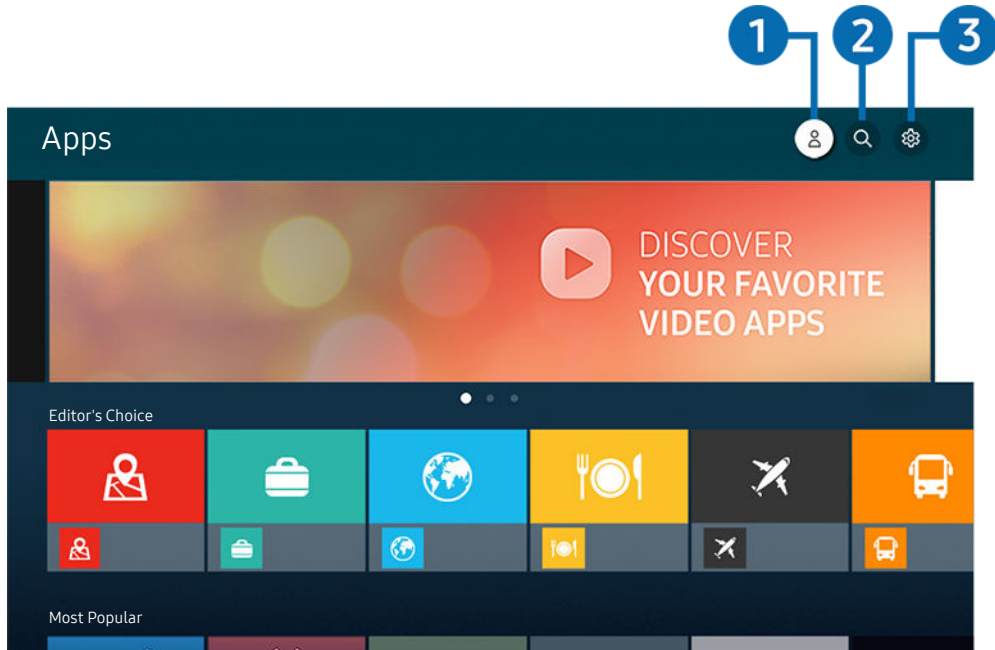 1 2 3
Apps
DISCOVER
YOUR FAVORITE
VIDEO APPS
Editor's Choice
Most Popular